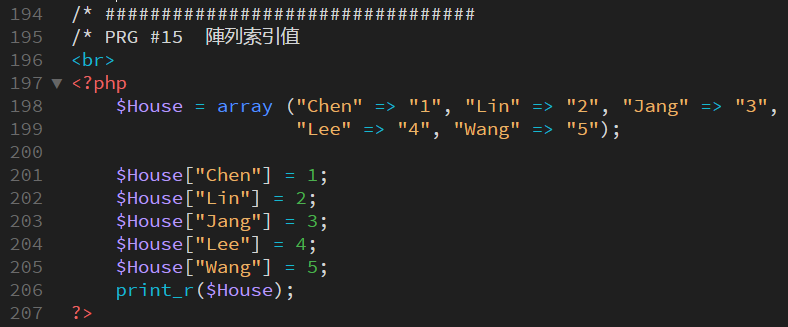 194 /* #################################
195 /* PRG #15  陣列索引值
196 <br>
197 <?php
198     $House = array ("Chen" => "1", "Lin" => "2", "Jang" => "3",
199                     "Lee" => "4", "Wang" => "5");
200
201     $House["Chen"] = 1;
202     $House["Lin"] = 2;
203     $House["Jang"] = 3;
204     $House["Lee"] = 4;
205     $House["Wang"] = 5;
206     print_r($House);
207 ?>